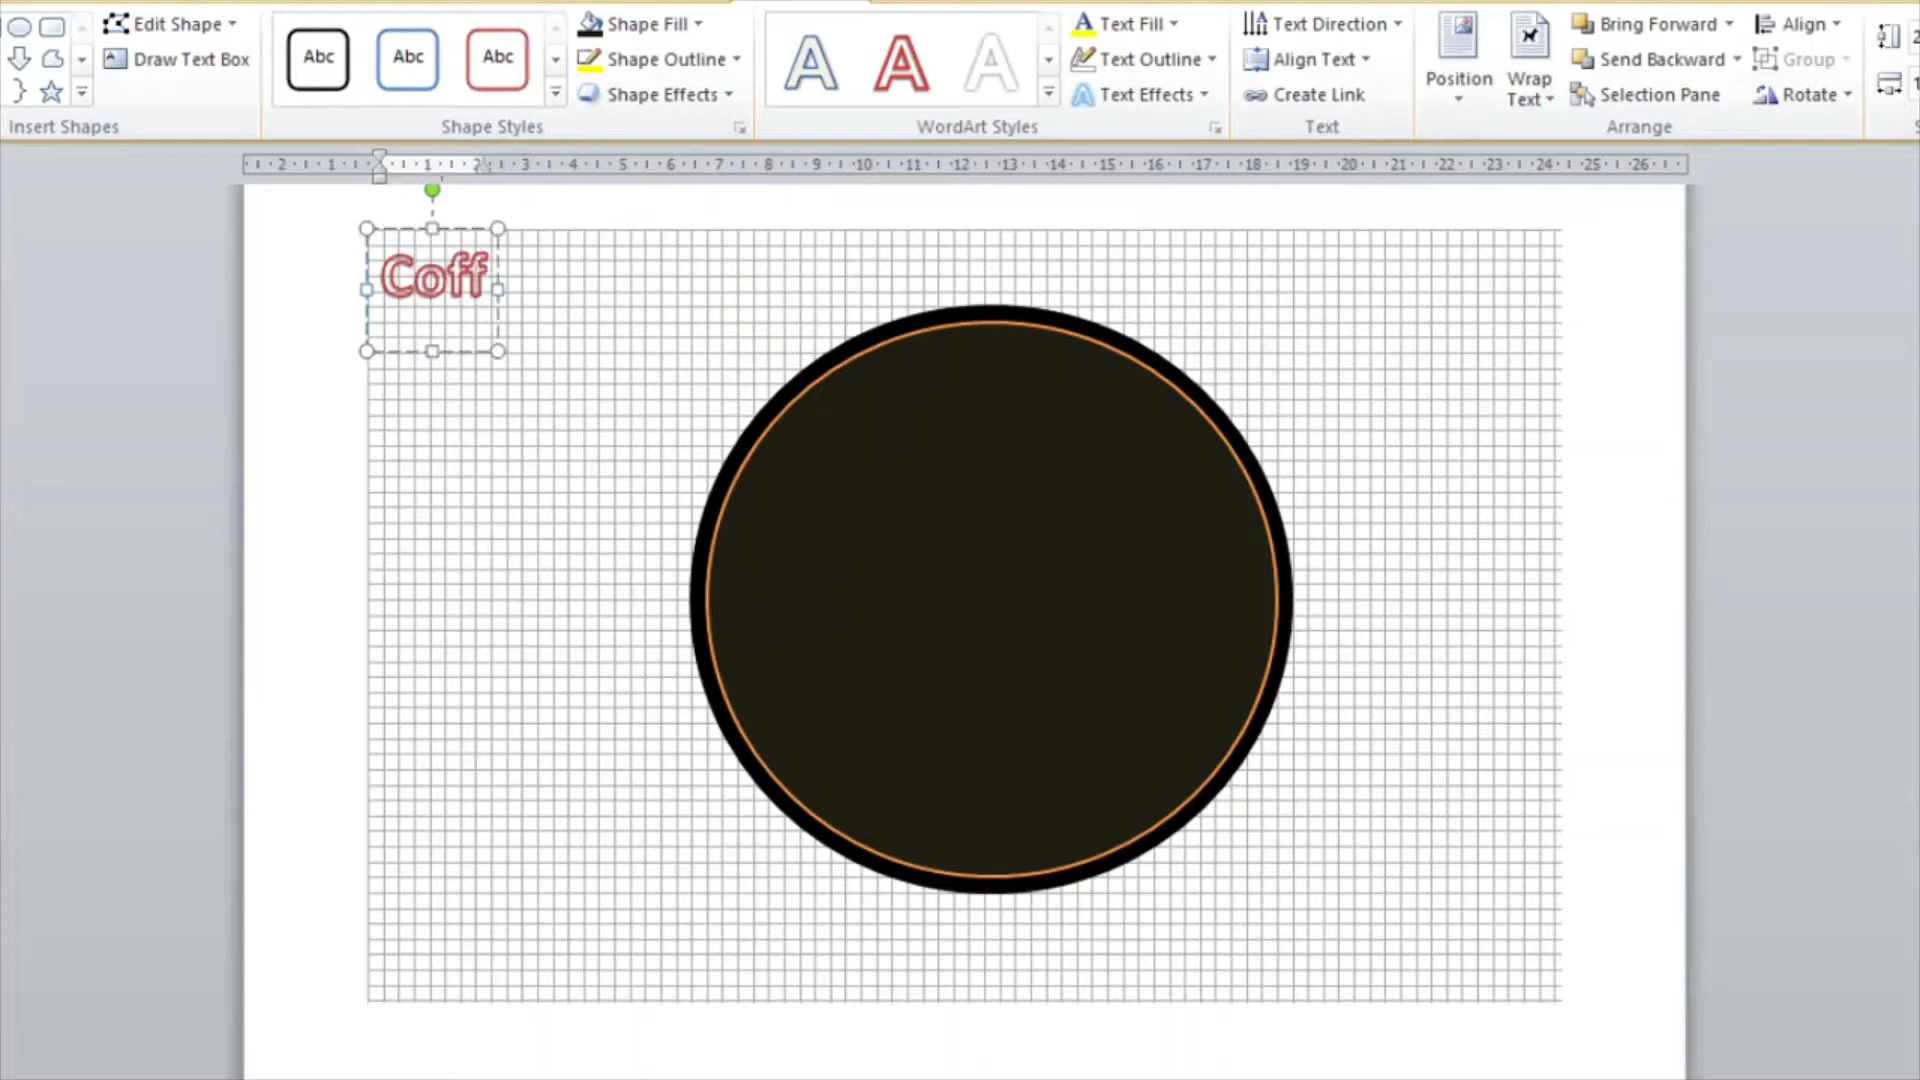 Edit Shape
Draw Text Box
Insert Shapes
Abc Abc Abc
Shape Fill
Shape Outline
Shape Effects
Shape Styles
A A A
Text Fill
Text Outline
Text Effects
WordArt Styles
Text Direction
Align Text
Create Link
Text
Position
Wrap Text
Bring Forward
Send Backward
Selection Pane
Align
Group
Rotate
Arrange
2 1 1 2 3 4 5 6 7 8 9 10 11 12 13 14 15 16 17 18 19 20 21 22 23 24 25 26
Coff